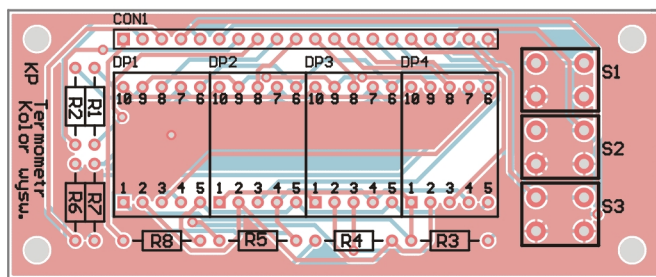 CON1
DP1 DP2 DP3 DP4
10 9 8 7 6 10 9 8 7 6 10 9 8 7 6 10 9 8 7 6
1 2 3 4 5 1 2 3 4 5 1 2 3 4 5 1 2 3 4 5
S1
S2
S3
KP
Termometr
Kolor wysw.
R2 R1
R6 R7
R8 R5 R4 R3